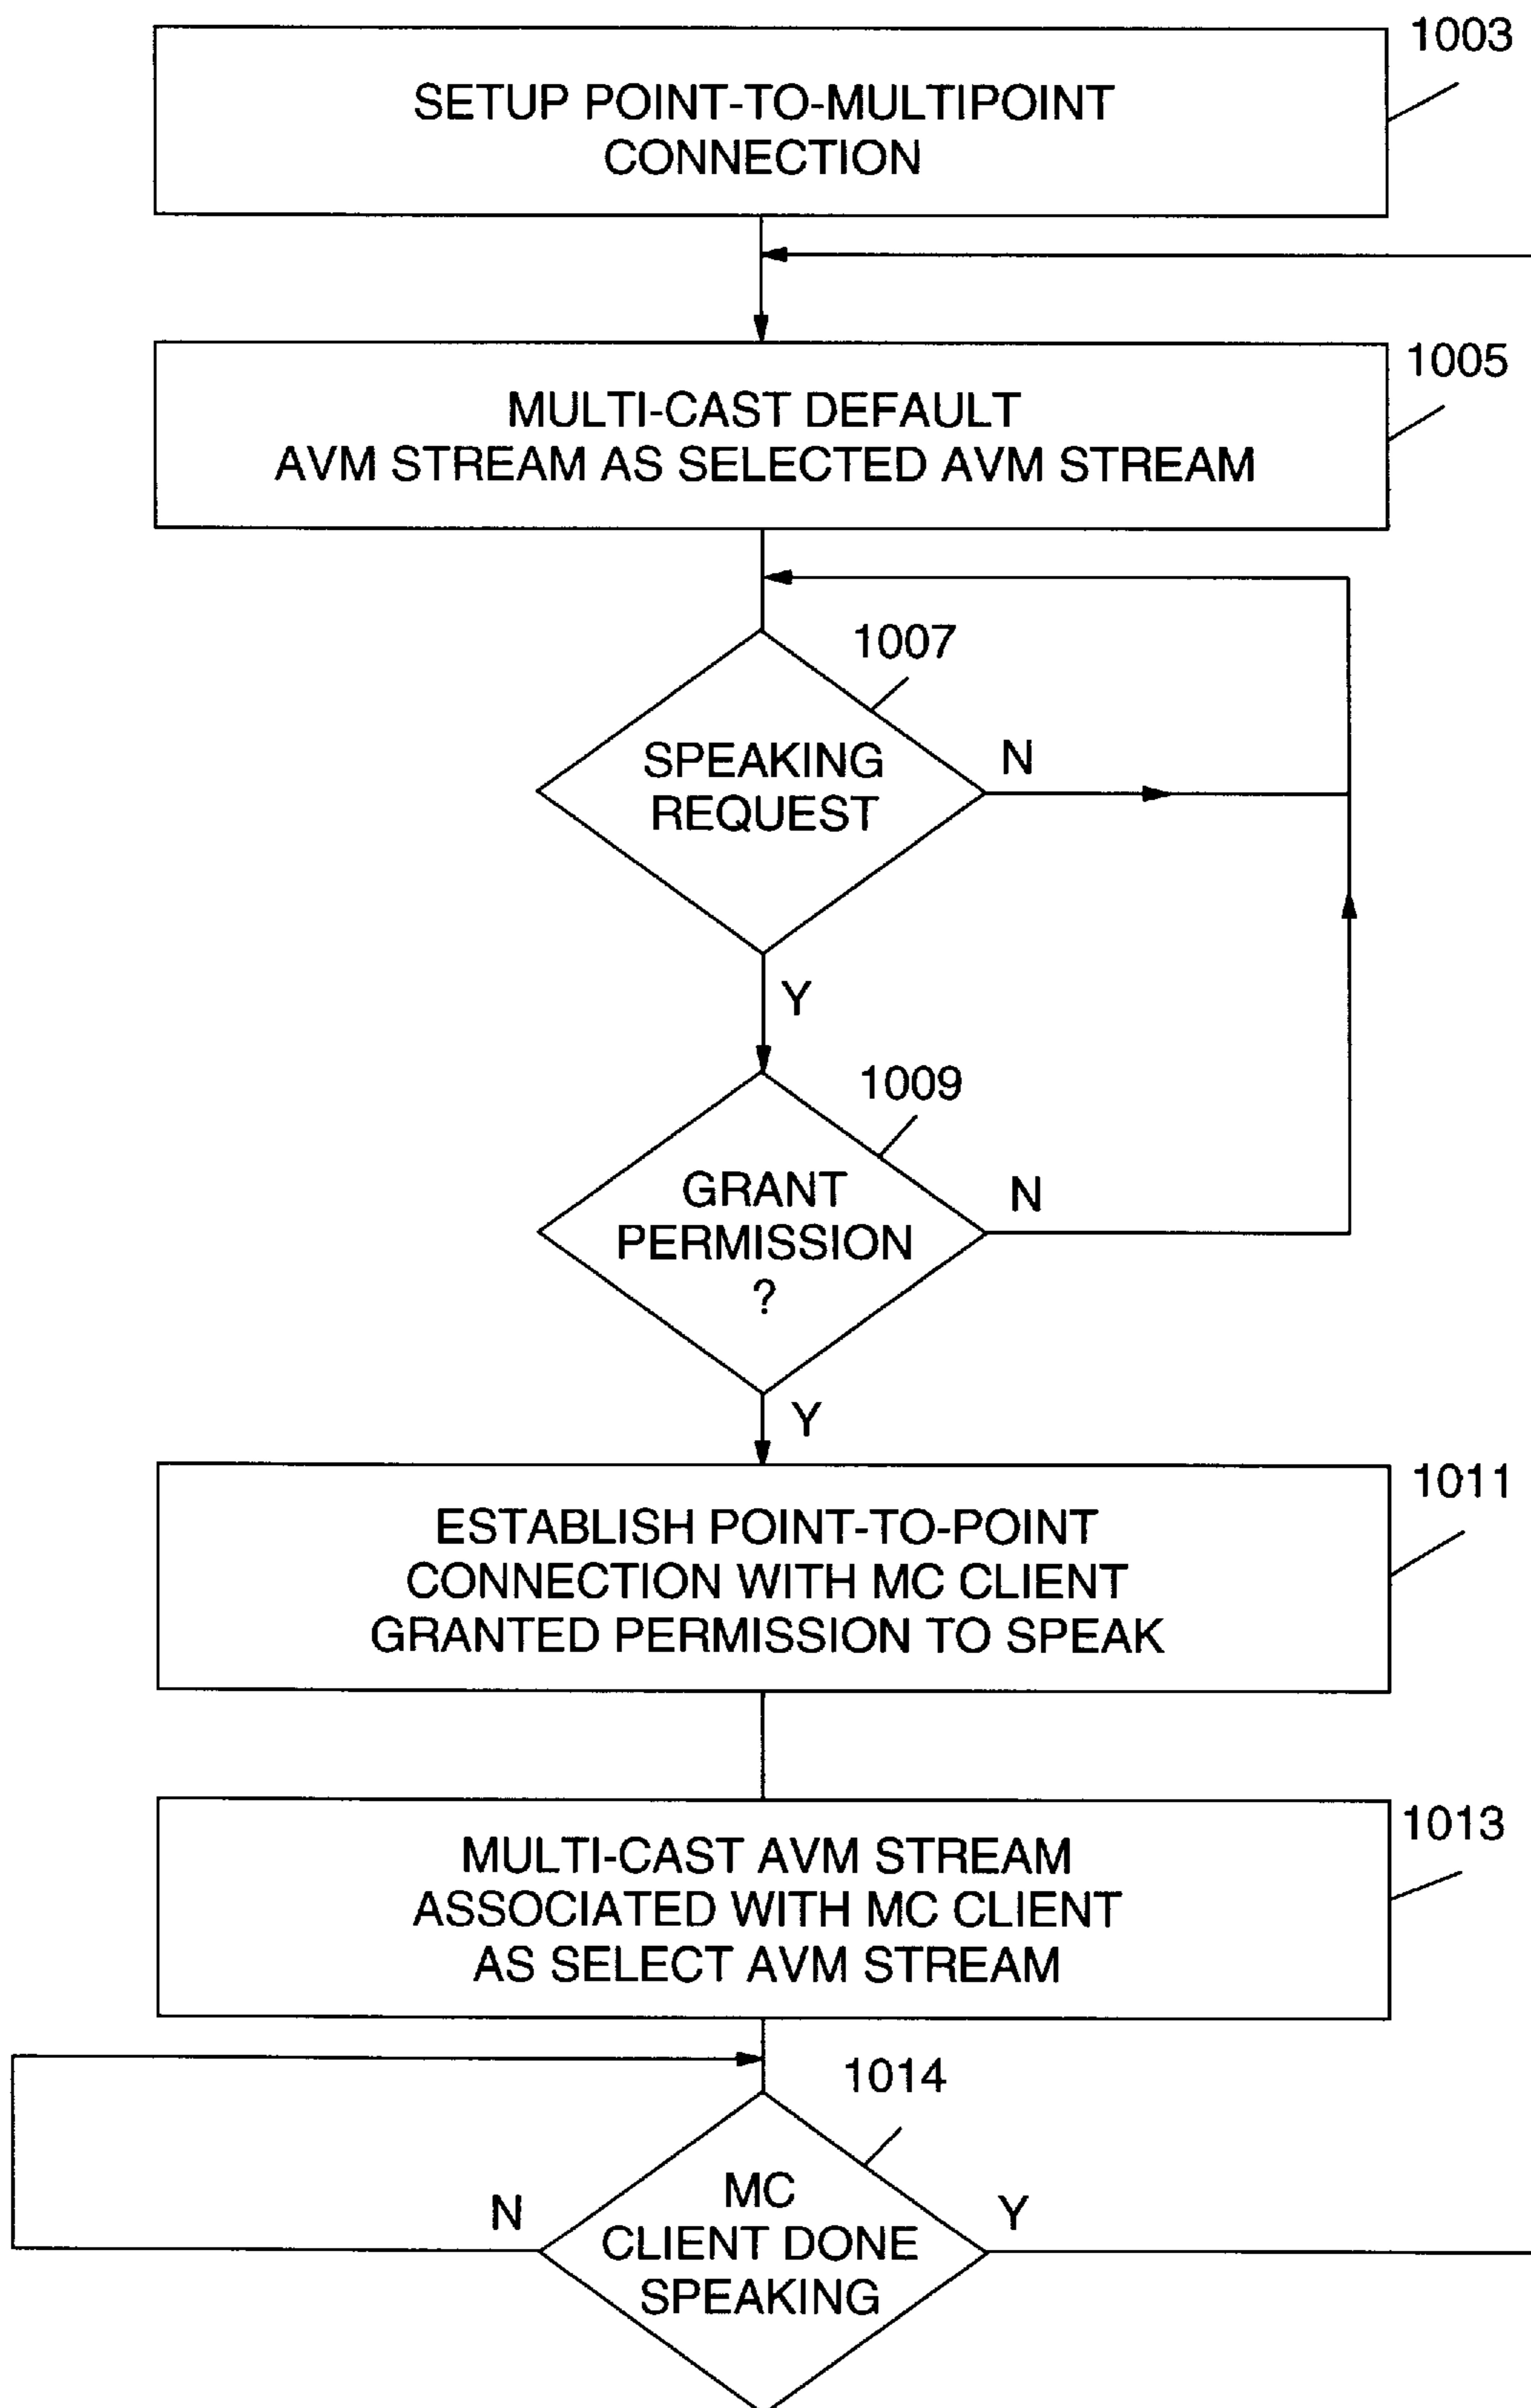 1003
SETUP POINT-TO-MULTIPOINT
CONNECTION
1005
MULTI-CAST DEFAULT
AVM STREAM AS SELECTED AVM STREAM
1007
SPEAKING
REQUEST
N
Y
1009
GRANT
PERMISSION
?
N
Y
1011
ESTABLISH POINT-TO-POINT
CONNECTION WITH MC CLIENT
GRANTED PERMISSION TO SPEAK
1013
MULTI-CAST AVM STREAM
ASSOCIATED WITH MC CLIENT
AS SELECT AVM STREAM
1014
MC
CLIENT DONE
SPEAKING
N
Y